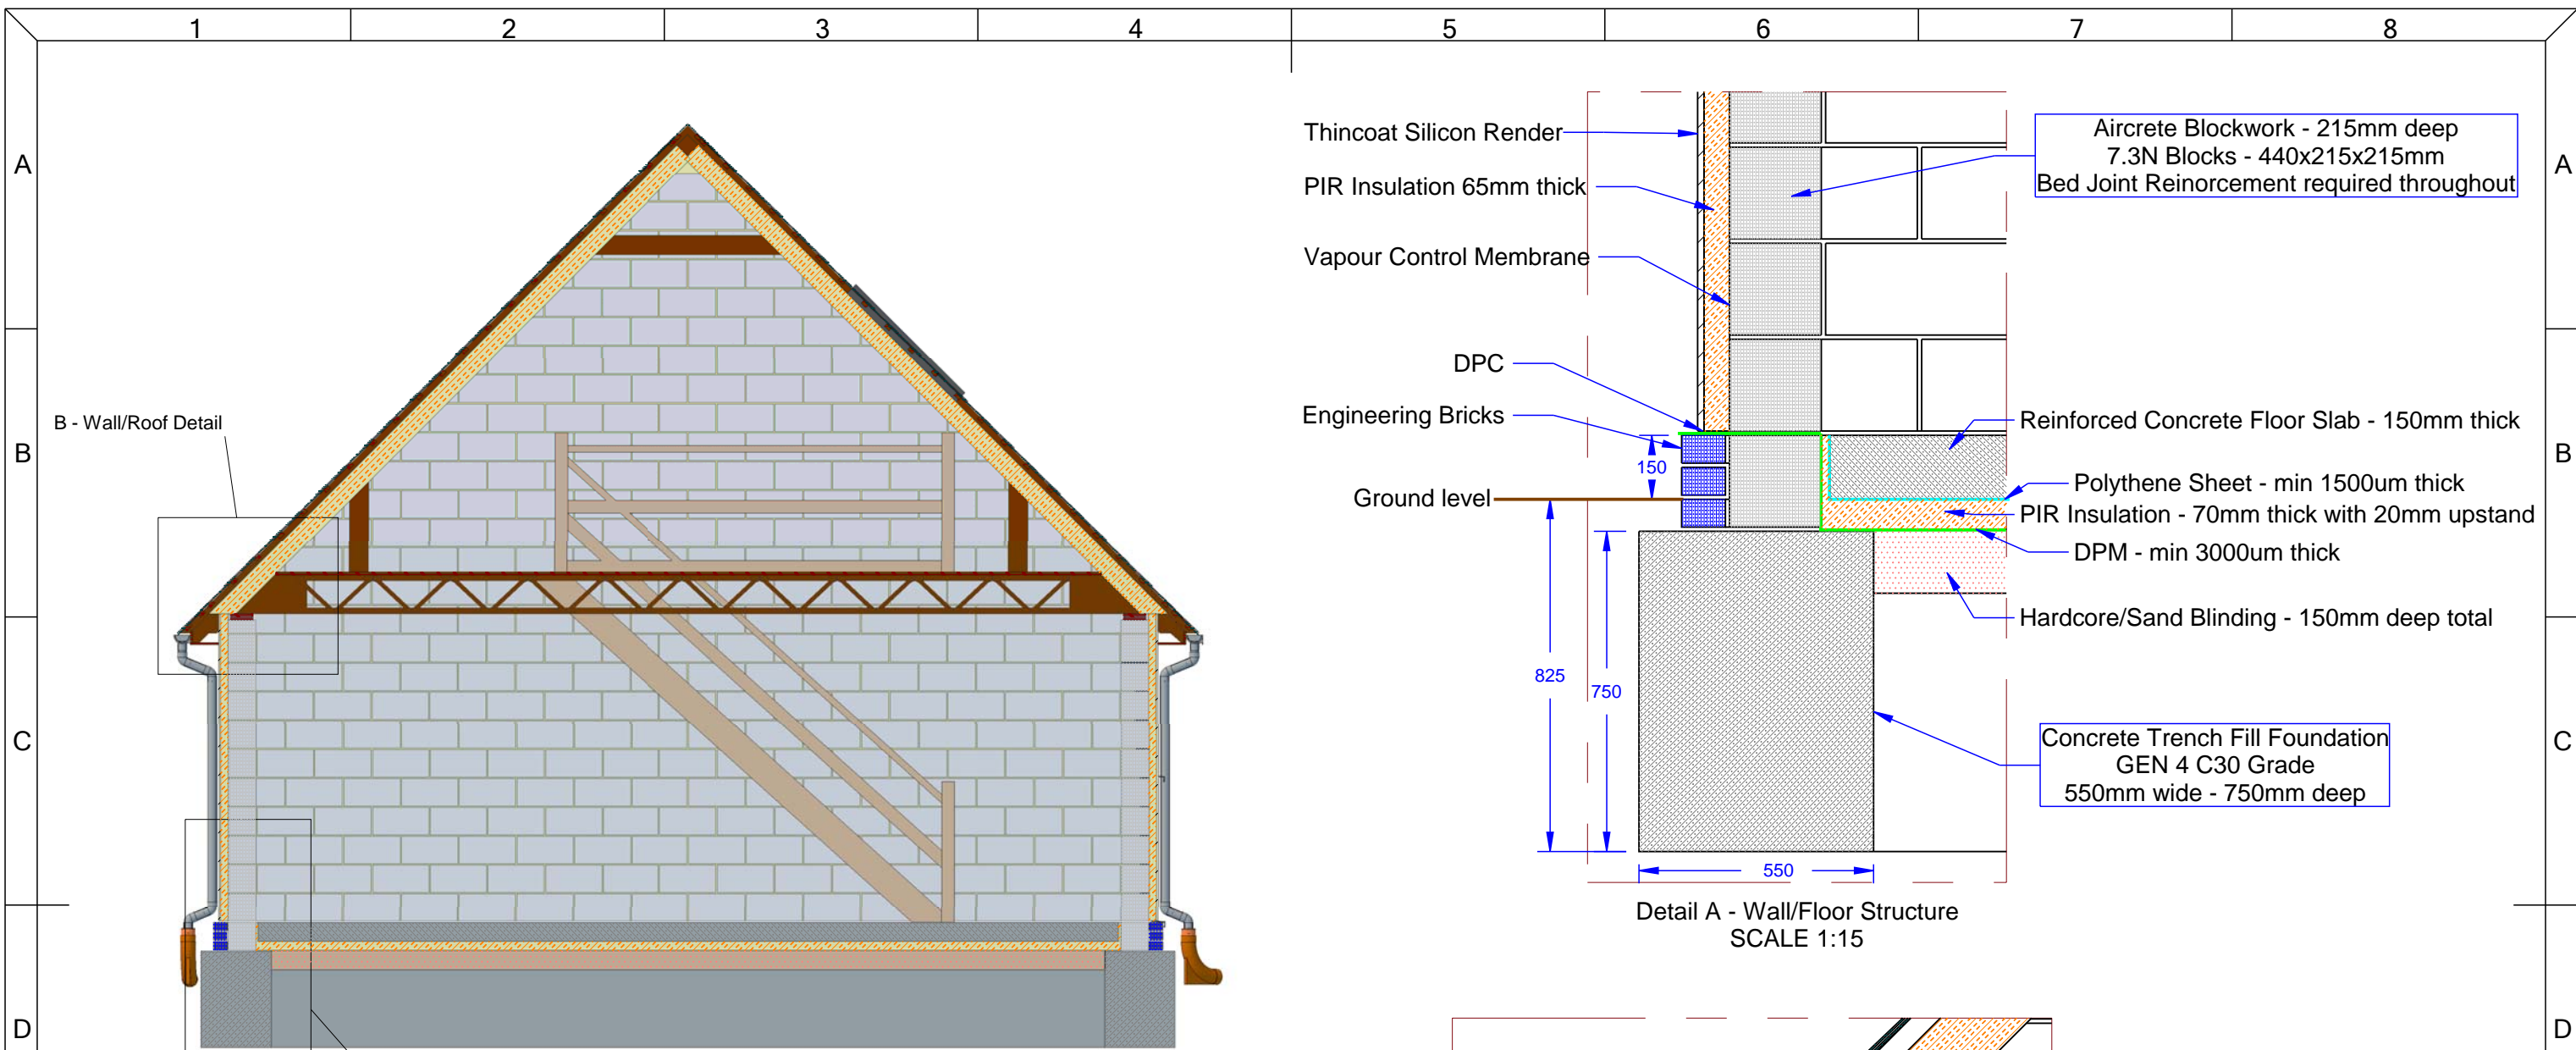 1 2 3 4 5 6 7 8
A
B
C
D
B - Wall/Roof Detail
Thincoat Silicon Render
PIR Insulation 65mm thick
Vapour Control Membrane
DPC
Engineering Bricks
150
Ground level
825
750
550
Aircrete Blockwork - 215mm deep
7.3N Blocks - 440x215x215mm
Bed Joint Reinorcement required throughout
Reinforced Concrete Floor Slab - 150mm thick
Polythene Sheet - min 1500um thick
PIR Insulation - 70mm thick with 20mm upstand
DPM - min 3000um thick
Hardcore/Sand Blinding - 150mm deep total
Concrete Trench Fill Foundation
GEN 4 C30 Grade
550mm wide - 750mm deep
Detail A - Wall/Floor Structure
SCALE 1:15
A
B
C
D